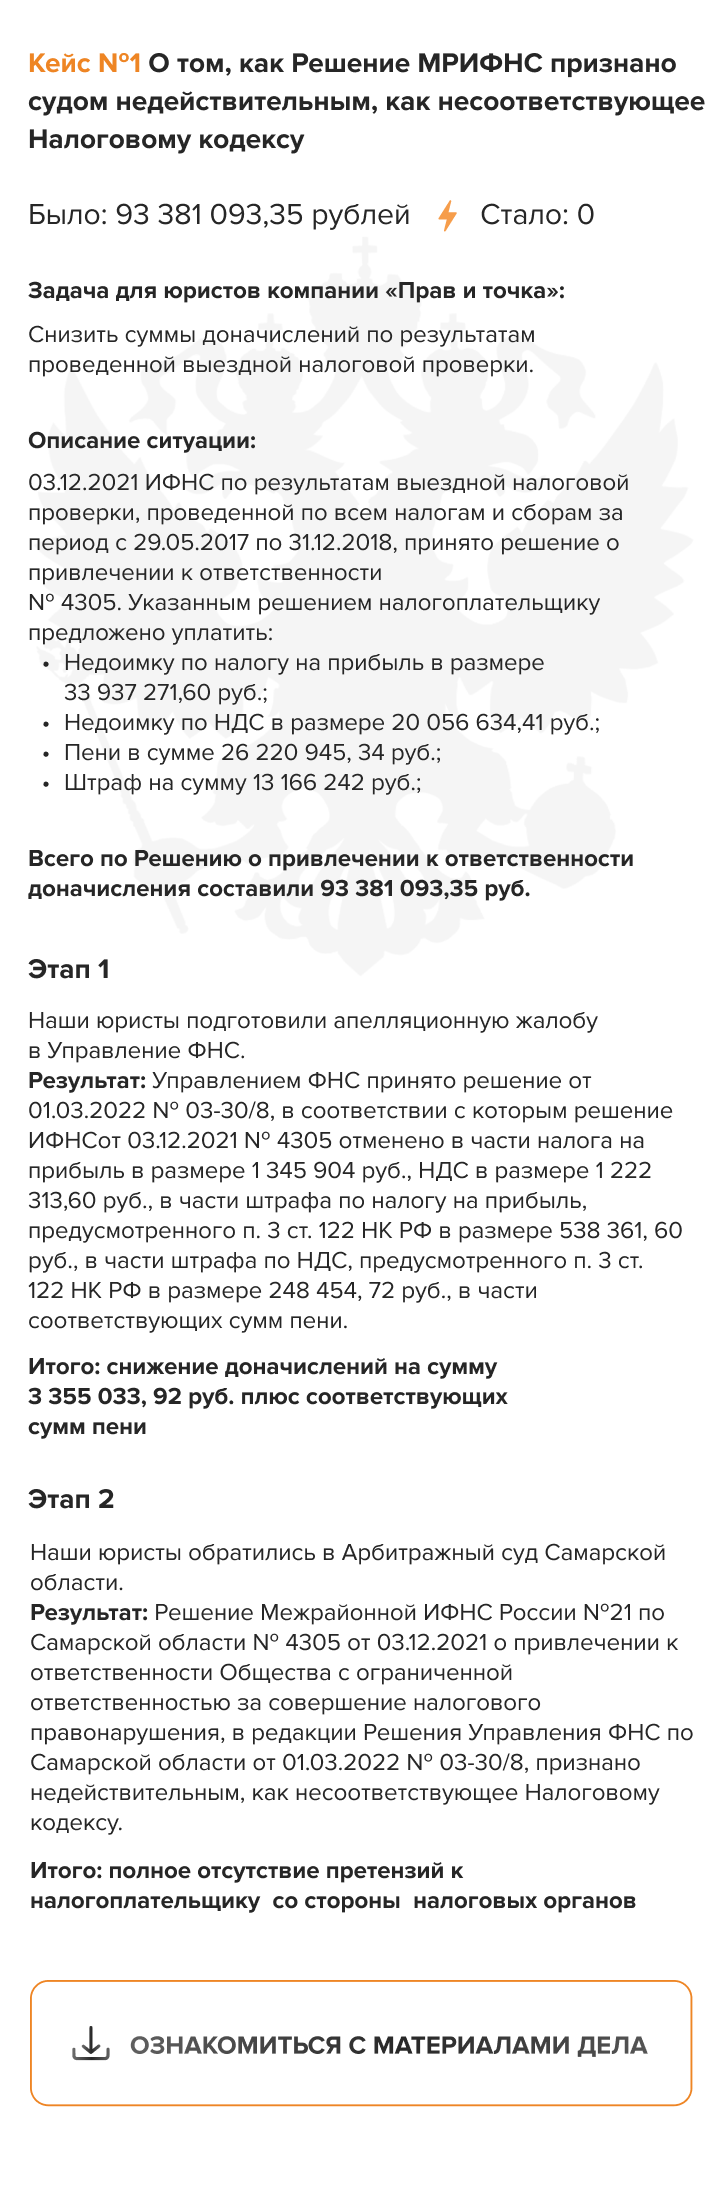 Кейс №1 О том, как Решение МРИФНС признано
судом недействительным, как несоответствующее
Налоговому кодексу
Было: 93 381 093,35 рублей Стало: 0
Задача для юристов компании «Прав и точка»:
Снизить суммы доначислений по результатам
проведенной выездной налоговой проверки.
Описание ситуации:
03.12.2021 ИФНС по результатам выездной налоговой
проверки, проведенной по всем налогам и сборам за
период с 29.05.2017 по 31.12.2018, принято решение о
привлечении к ответственности
№ 4305. Указанным решением налогоплательщику
предложено уплатить:
• Недоимку по налогу на прибыль в размере
33 937 271,60 руб.;
• Недоимку по НДС в размере 20 056 634,41 руб.;
• Пени в сумме 26 220 945, 34 руб.;
• Штраф на сумму 13 166 242 руб.;
Всего по Решению о привлечении к ответственности
доначисления составили 93 381 093,35 руб.
Этап 1
Наши юристы подготовили апелляционную жалобу
в Управление ФНС.
Результат: Управлением ФНС принято решение от
01.03.2022 № 03-30/8, в соответствии с которым решение
ИФНСот 03.12.2021 № 4305 отменено в части налога на
прибыль в размере 1 345 904 руб., НДС в размере 1 222
313,60 руб., в части штрафа по налогу на прибыль,
предусмотренного п. 3 ст. 122 НК РФ в размере 538 361, 60
руб., в части штрафа по НДС, предусмотренного п. 3 ст.
122 НК РФ в размере 248 454, 72 руб., в части
соответствующих сумм пени.
Итого: снижение доначислений на сумму
3 355 033, 92 руб. плюс соответствующих
сумм пени
Этап 2
Наши юристы обратились в Арбитражный суд Самарской
области.
Результат: Решение Межрайонной ИФНС России №21 по
Самарской области № 4305 от 03.12.2021 о привлечении к
ответственности Общества с ограниченной
ответственностью за совершение налогового
правонарушения, в редакции Решения Управления ФНС по
Самарской области от 01.03.2022 № 03-30/8, признано
недействительным, как несоответствующее Налоговому
кодексу.
Итого: полное отсутствие претензий к
налогоплательщику со стороны налоговых органов
ОЗНАКОМИТЬСЯ С МАТЕРИАЛАМИ ДЕЛА